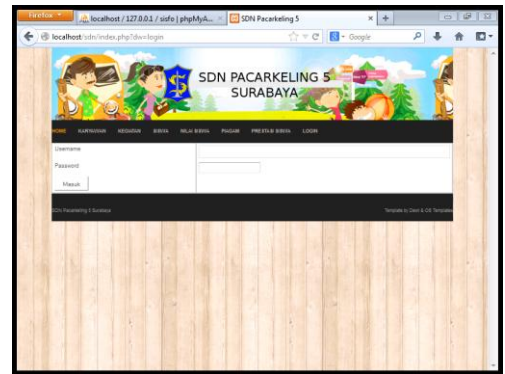 Firefox
localhost / 127.0.0.1 / sisfo | phpMyA...
SDN Pacarkeling 5
localhost/sdn/index.php?dw=login
Google
SDN PACARKELING 5
SURABAYA
HOME KARYAWAN KEGIATAN SISWA NILAI SISWA PIAGAM PRESTASI SISWA LOGIN
Username
Password
Masuk
SDN Pacarkeling 5 Surabaya
Template by Dewi & OS Templates